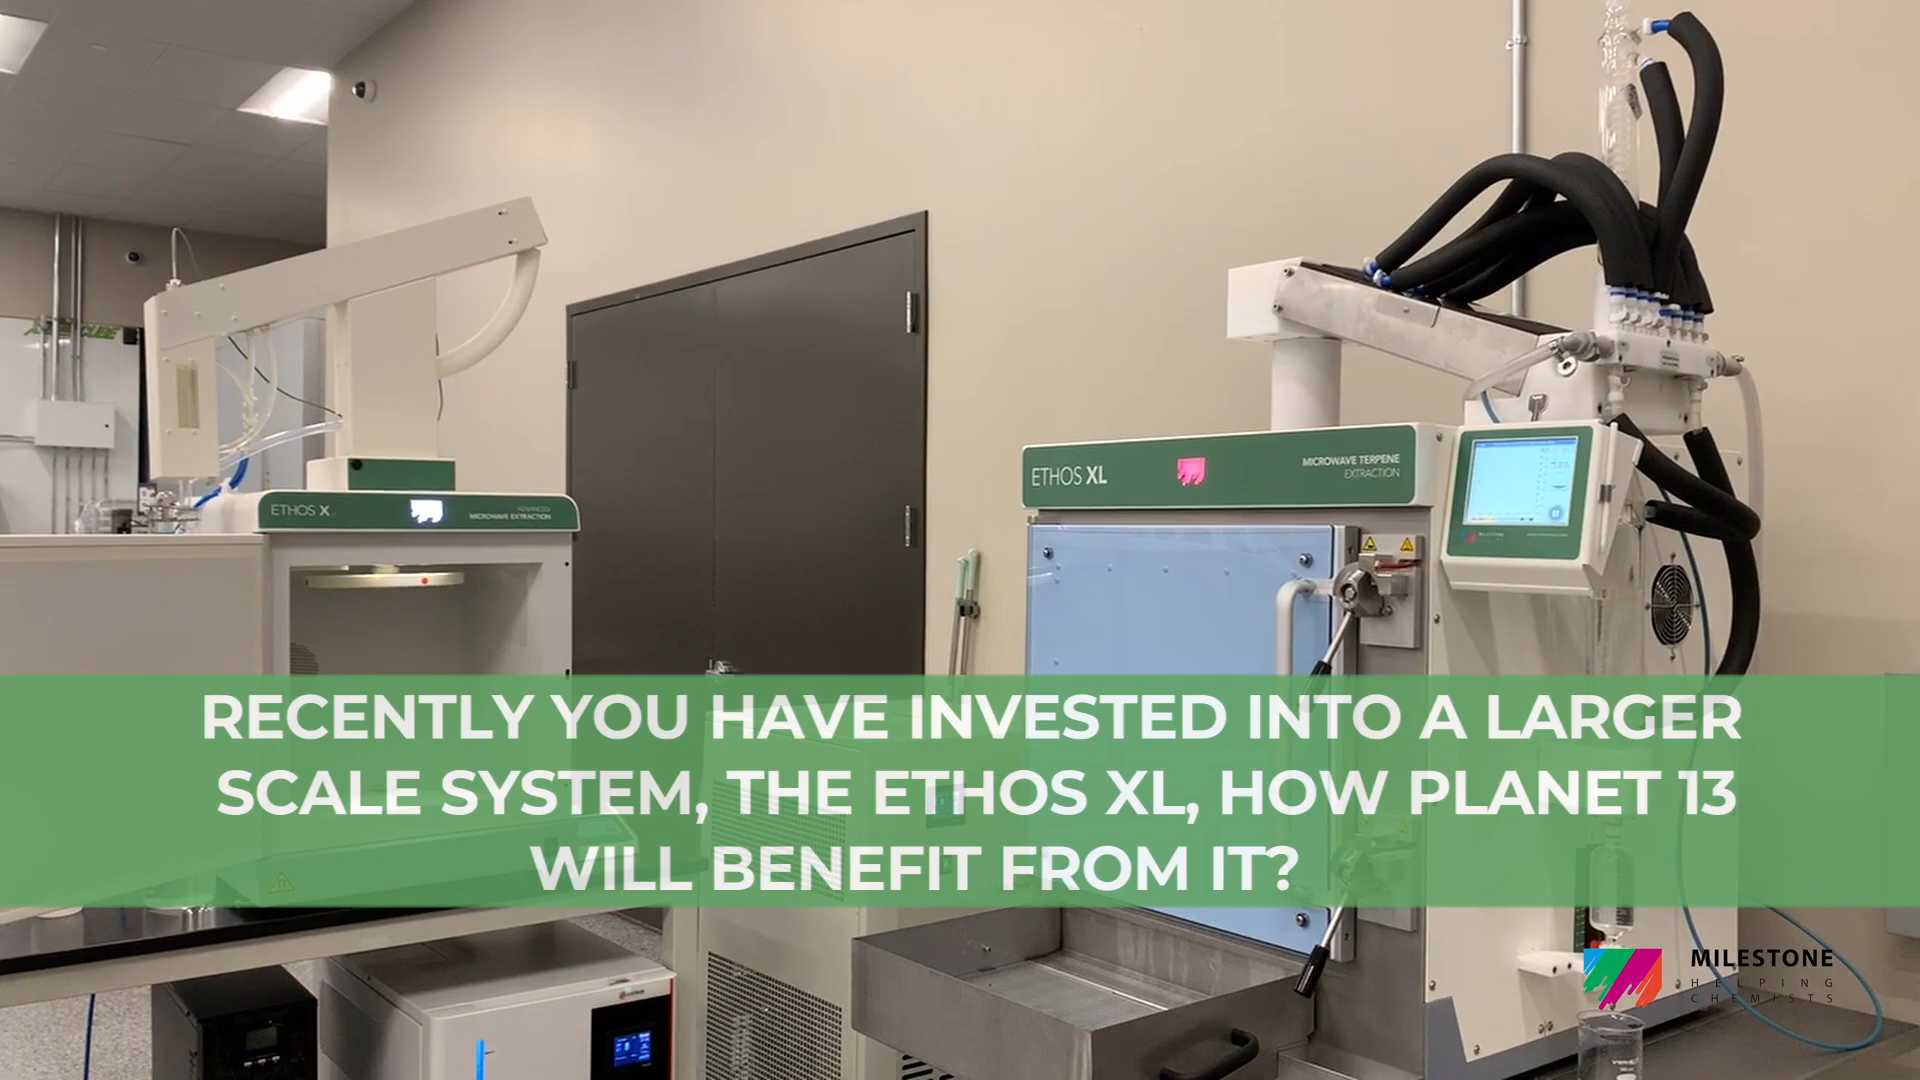 ETHOS XL
MICROWAVE TERPENE
EXTRACTION
ETHOS X
ADVANCED
MICROWAVE EXTRACTION
MILESTONE
RECENTLY YOU HAVE INVESTED INTO A LARGER
SCALE SYSTEM, THE ETHOS XL, HOW PLANET 13
WILL BENEFIT FROM IT?
MILESTONE
HELPING
CHEMISTS